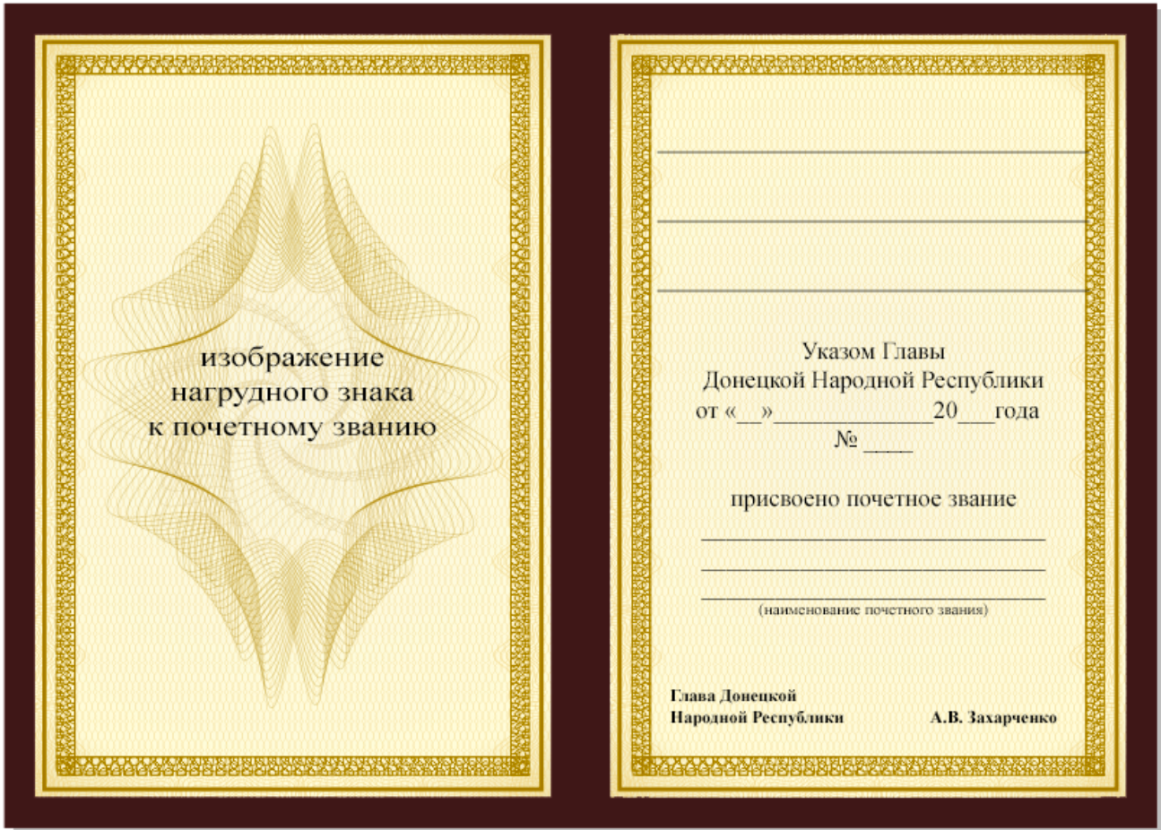 изображение
нагрудного знака
к почетному званию
Указом Главы
Донецкой Народной Республики
от «__»_____________20___года
№ ____
присвоено почетное звание
(наименование почетного звания)
Глава Донецкой
Народной Республики А.В. Захарченко